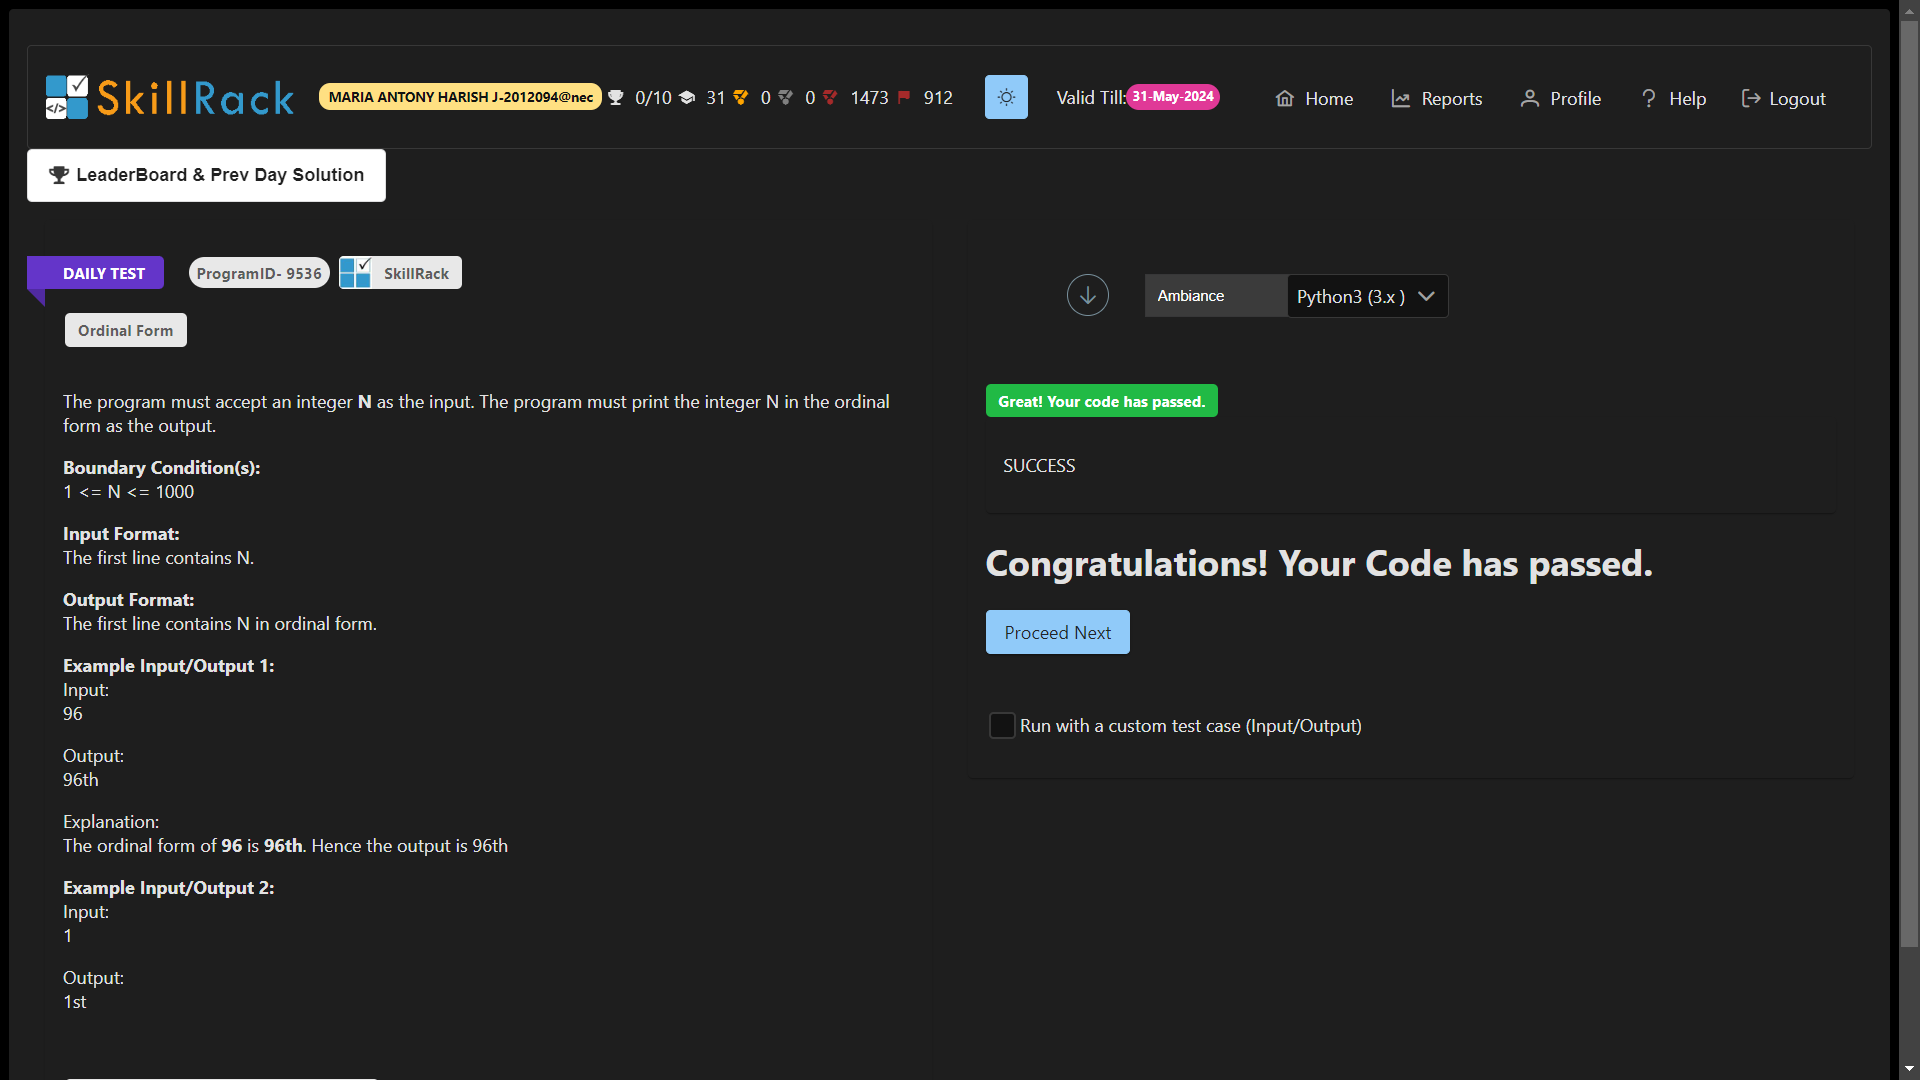 SkillRack
MARIA ANTONY HARISH J-2012094@nec 0/10 31 0 0 1473 912
Valid Till: 31-May-2024
Home Reports Profile Help Logout
LeaderBoard & Prev Day Solution
DAILY TEST ProgramID- 9536 SkillRack
Ordinal Form
The program must accept an integer N as the input. The program must print the integer N in the ordinal
form as the output.
Boundary Condition(s):
1 <= N <= 1000
Input Format:
The first line contains N.
Output Format:
The first line contains N in ordinal form.
Example Input/Output 1:
Input:
96
Output:
96th
Explanation:
The ordinal form of 96 is 96th. Hence the output is 96th
Example Input/Output 2:
Input:
1
Output:
1st
Ambiance Python3 (3.x )
Great! Your code has passed.
SUCCESS
Congratulations! Your Code has passed.
Proceed Next
Run with a custom test case (Input/Output)